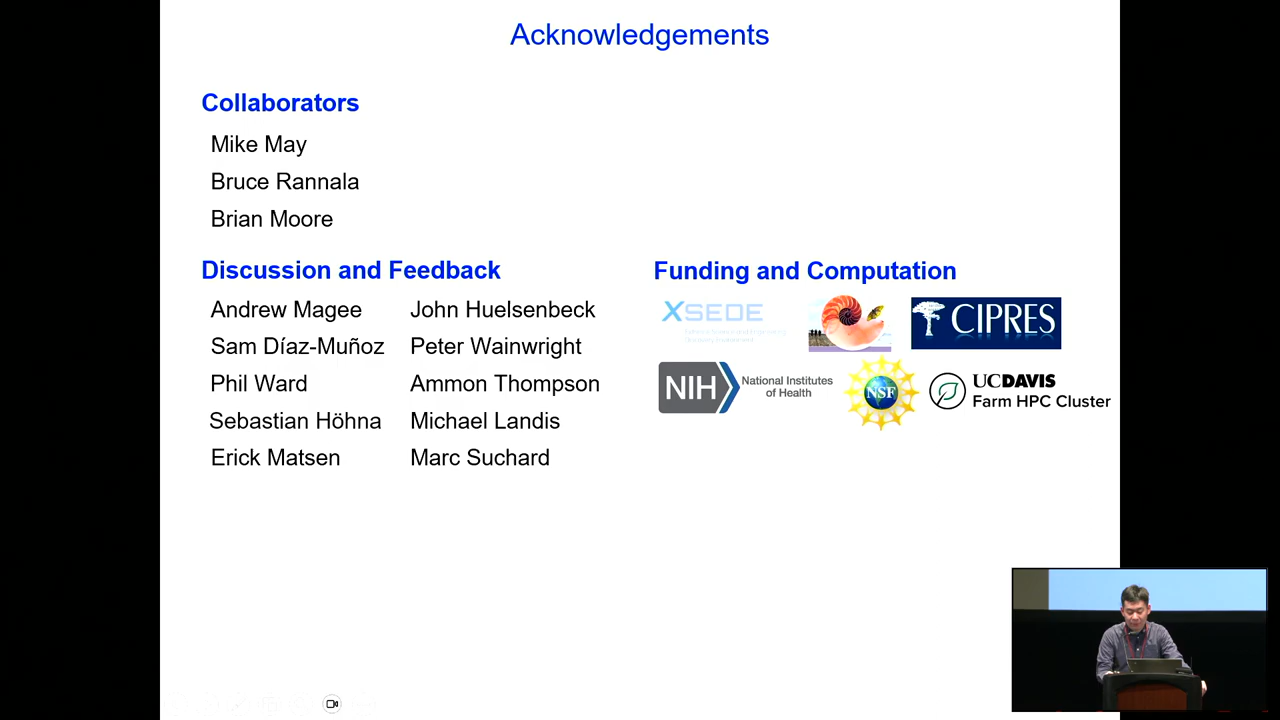 Acknowledgements
Collaborators
Mike May
Bruce Rannala
Brian Moore
Discussion and Feedback
Andrew Magee
John Huelsenbeck
Sam Díaz-Muñoz
Peter Wainwright
Phil Ward
Ammon Thompson
Sebastian Höhna
Michael Landis
Erick Matsen
Marc Suchard
Funding and Computation
XSEDE
CIPRES
NIH
National Institutes
of Health
NSF
UCDAVIS
Farm HPC Cluster